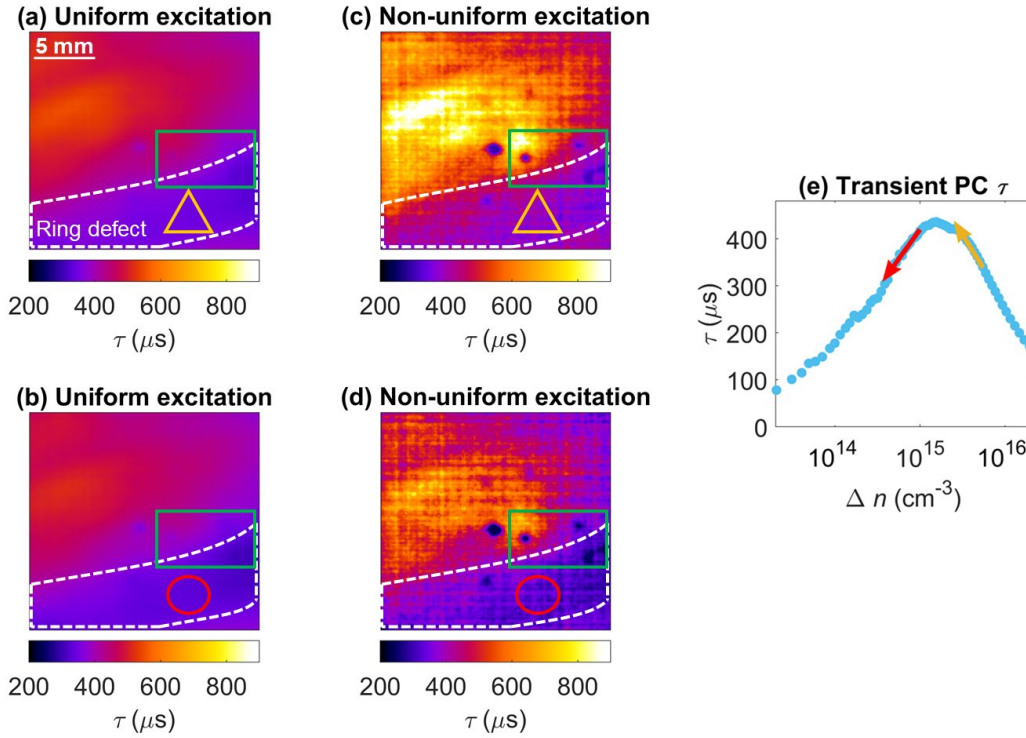 (a) Uniform excitation
5 mm
Ring defect
200 400 600 800
τ (μs)
(c) Non-uniform excitation
200 400 600 800
τ (μs)
(b) Uniform excitation
200 400 600 800
τ (μs)
(d) Non-uniform excitation
200 400 600 800
τ (μs)
(e) Transient PC τ
τ (μs)
400
300
200
100
0
10^14 10^15 10^16
Δ n (cm^-3)